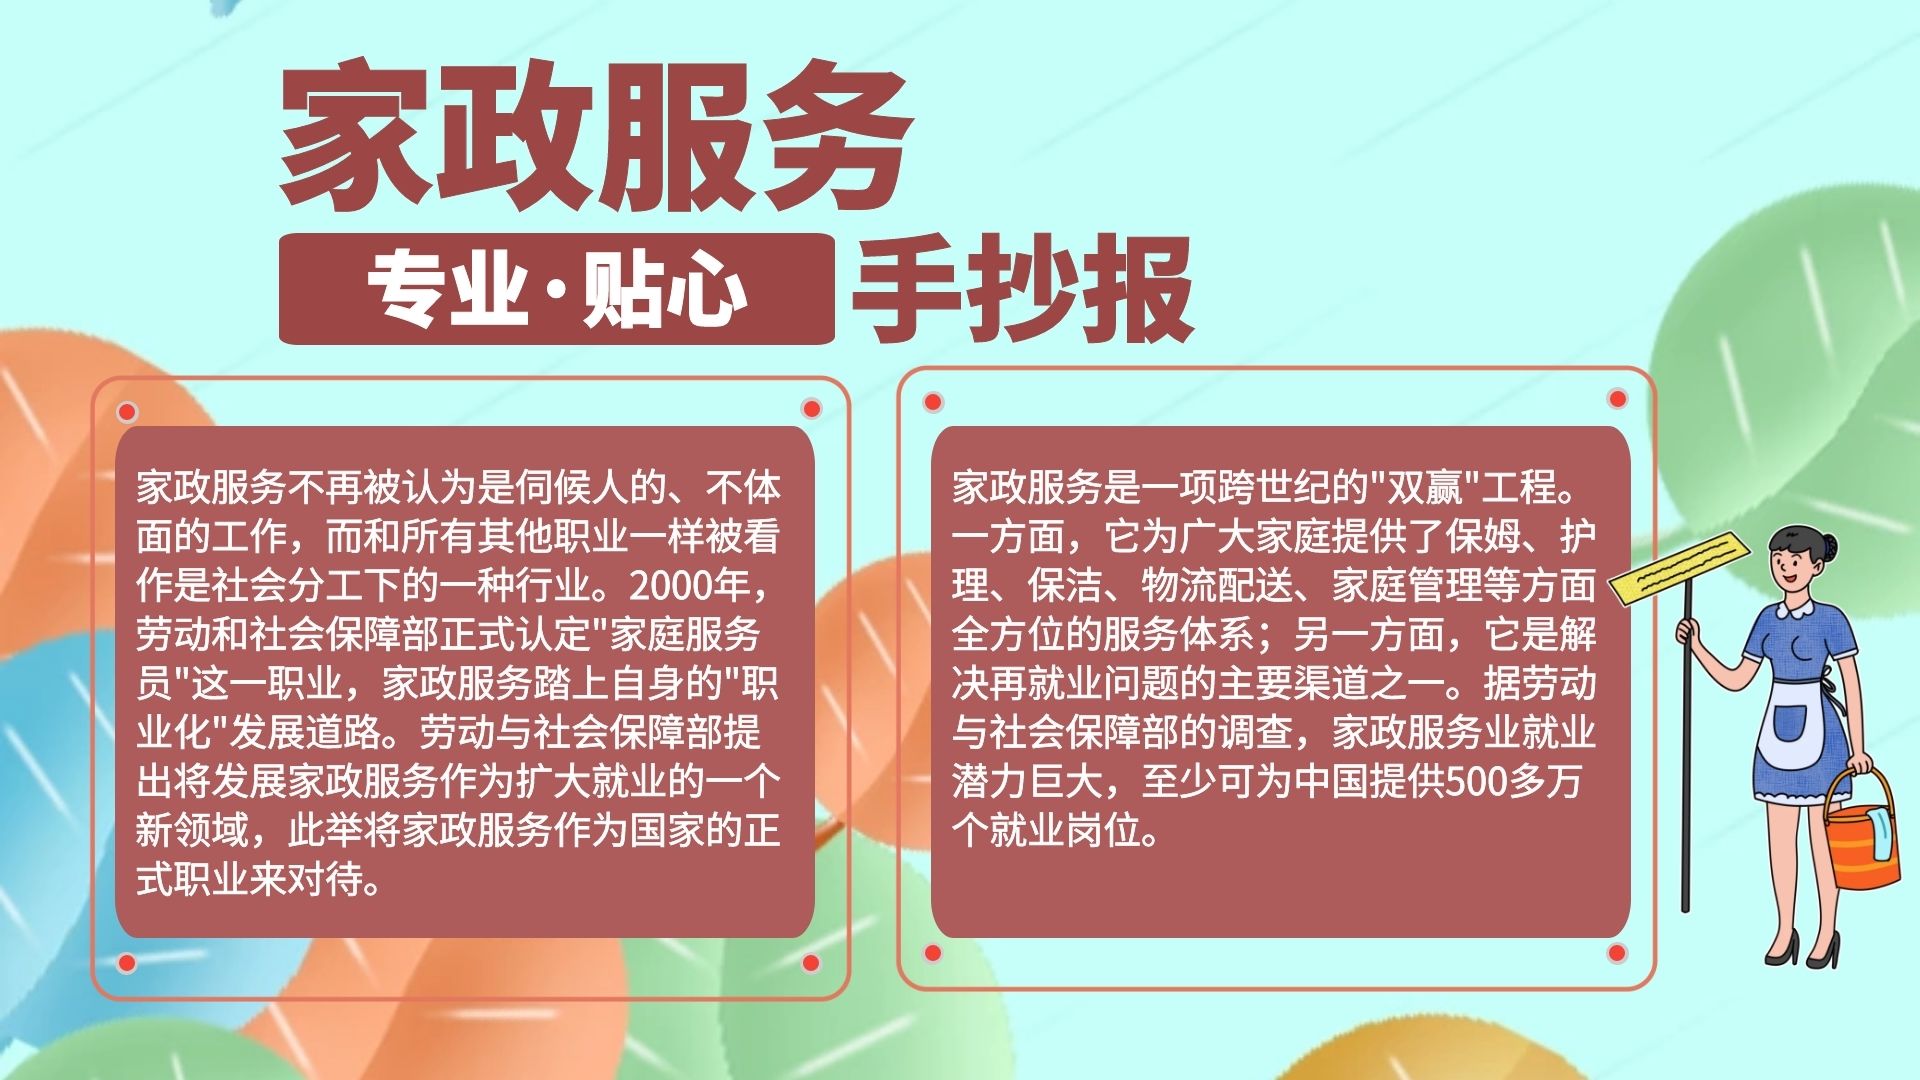 家政服务
专业·贴心
手抄报
家政服务不再被认为是伺候人的、不体
面的工作，而和所有其他职业一样被看
作是社会分工下的一种行业。2000年，
劳动和社会保障部正式认定"家庭服务
员"这一职业，家政服务踏上自身的"职
业化"发展道路。劳动与社会保障部提
出将发展家政服务作为扩大就业的一个
新领域，此举将家政服务作为国家的正
式职业来对待。
家政服务是一项跨世纪的"双赢"工程。
一方面，它为广大家庭提供了保姆、护
理、保洁、物流配送、家庭管理等方面
全方位的服务体系；另一方面，它是解
决再就业问题的主要渠道之一。据劳动
与社会保障部的调查，家政服务业就业
潜力巨大，至少可为中国提供500多万
个就业岗位。